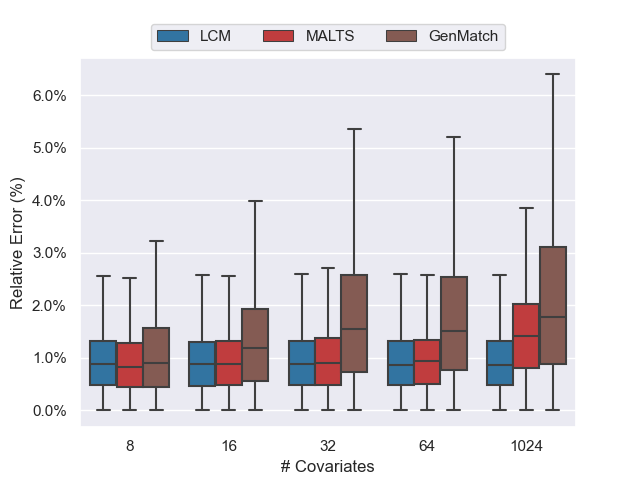 LCM MALTS GenMatch
6.0%
5.0%
4.0%
3.0%
2.0%
1.0%
0.0%
Relative Error (%)
8 16 32 64 1024
# Covariates